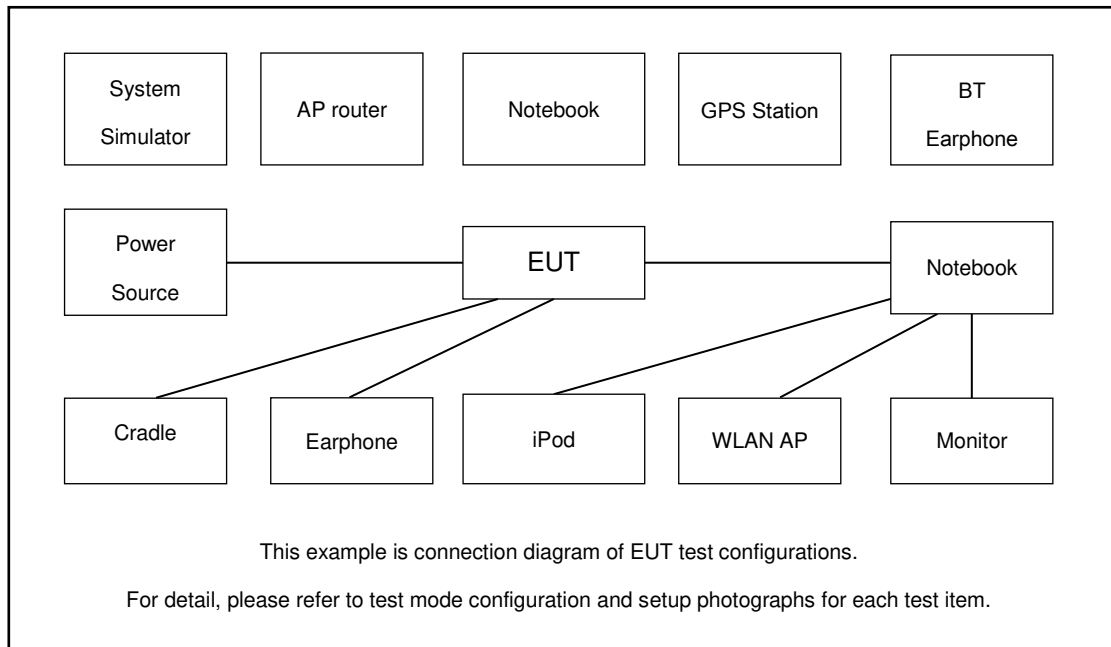 System
Simulator
AP router
Notebook
GPS Station
BT
Earphone
Power
Source
EUT
Notebook
Cradle
Earphone
iPod
WLAN AP
Monitor
This example is connection diagram of EUT test configurations.
For detail, please refer to test mode configuration and setup photographs for each test item.